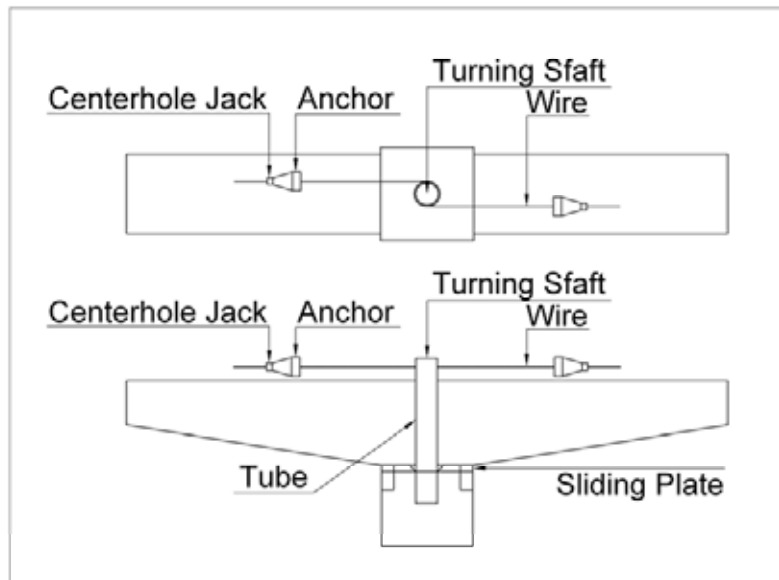 Turning Sfaft
Centerhole Jack Anchor Wire
Turning Sfaft
Centerhole Jack Anchor Wire
Tube
Sliding Plate